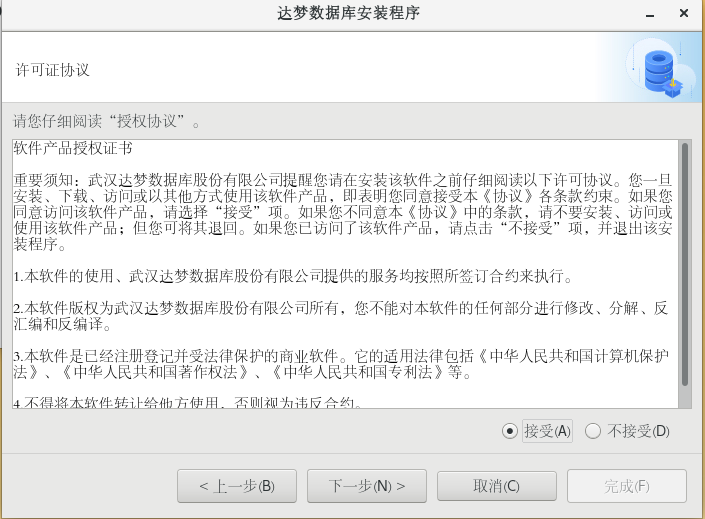 达梦数据库安装程序
许可证协议
请您仔细阅读“授权协议”。
软件产品授权证书
重要须知：武汉达梦数据库股份有限公司提醒您请在安装该软件之前仔细阅读以下许可协议。您一旦
安装、下载、访问或以其他方式使用该软件产品，即表明您同意接受本《协议》各条款约束。如果您
同意访问该软件产品，请选择“接受”项。如果您不同意本《协议》中的条款，请不要安装、访问或
使用该软件产品；但您可将其退回。如果您已访问了该软件产品，请点击“不接受”项，并退出该安
装程序。
1.本软件的使用、武汉达梦数据库股份有限公司提供的服务均按照所签订合约来执行。
2.本软件版权为武汉达梦数据库股份有限公司所有，您不能对本软件的任何部分进行修改、分解、反
汇编和反编译。
3.本软件是已经注册登记并受法律保护的商业软件。它的适用法律包括《中华人民共和国计算机保护
法》、《中华人民共和国著作权法》、《中华人民共和国专利法》等。
4.不得将本软件转让给他方使用，否则视为违反合约。
接受(A) 不接受(D)
< 上一步(B) 下一步(N) > 取消(C) 完成(F)